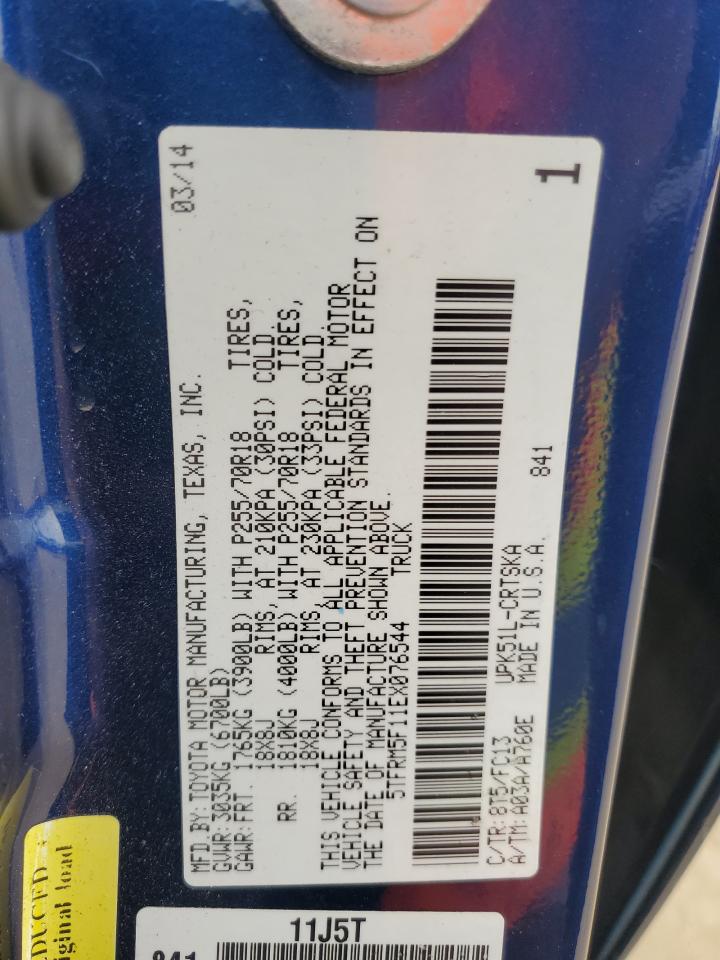 MFD.BY:TOYOTA MOTOR MANUFACTURING, TEXAS, INC. 03/14
GVWR:3035KG (6700LB)
GAWR:FRT. 1765KG (3900LB) WITH P255/70R18 TIRES,
18X8J RIMS, AT 210KPA (30PSI) COLD.
RR. 1810KG (4000LB) WITH P255/70R18 TIRES,
18X8J RIMS, AT 230KPA (33PSI) COLD.
THIS VEHICLE CONFORMS TO ALL APPLICABLE FEDERAL MOTOR
VEHICLE SAFETY AND THEFT PREVENTION STANDARDS IN EFFECT ON
THE DATE OF MANUFACTURE SHOWN ABOVE.
5TFRM5F11EX076544 TRUCK
C/TR:8T5/FC13 UPK51L-CRTSKA 841
A/TM:A03A/A760E MADE IN U.S.A.
1
11J5T
841
DUCED
iginal load